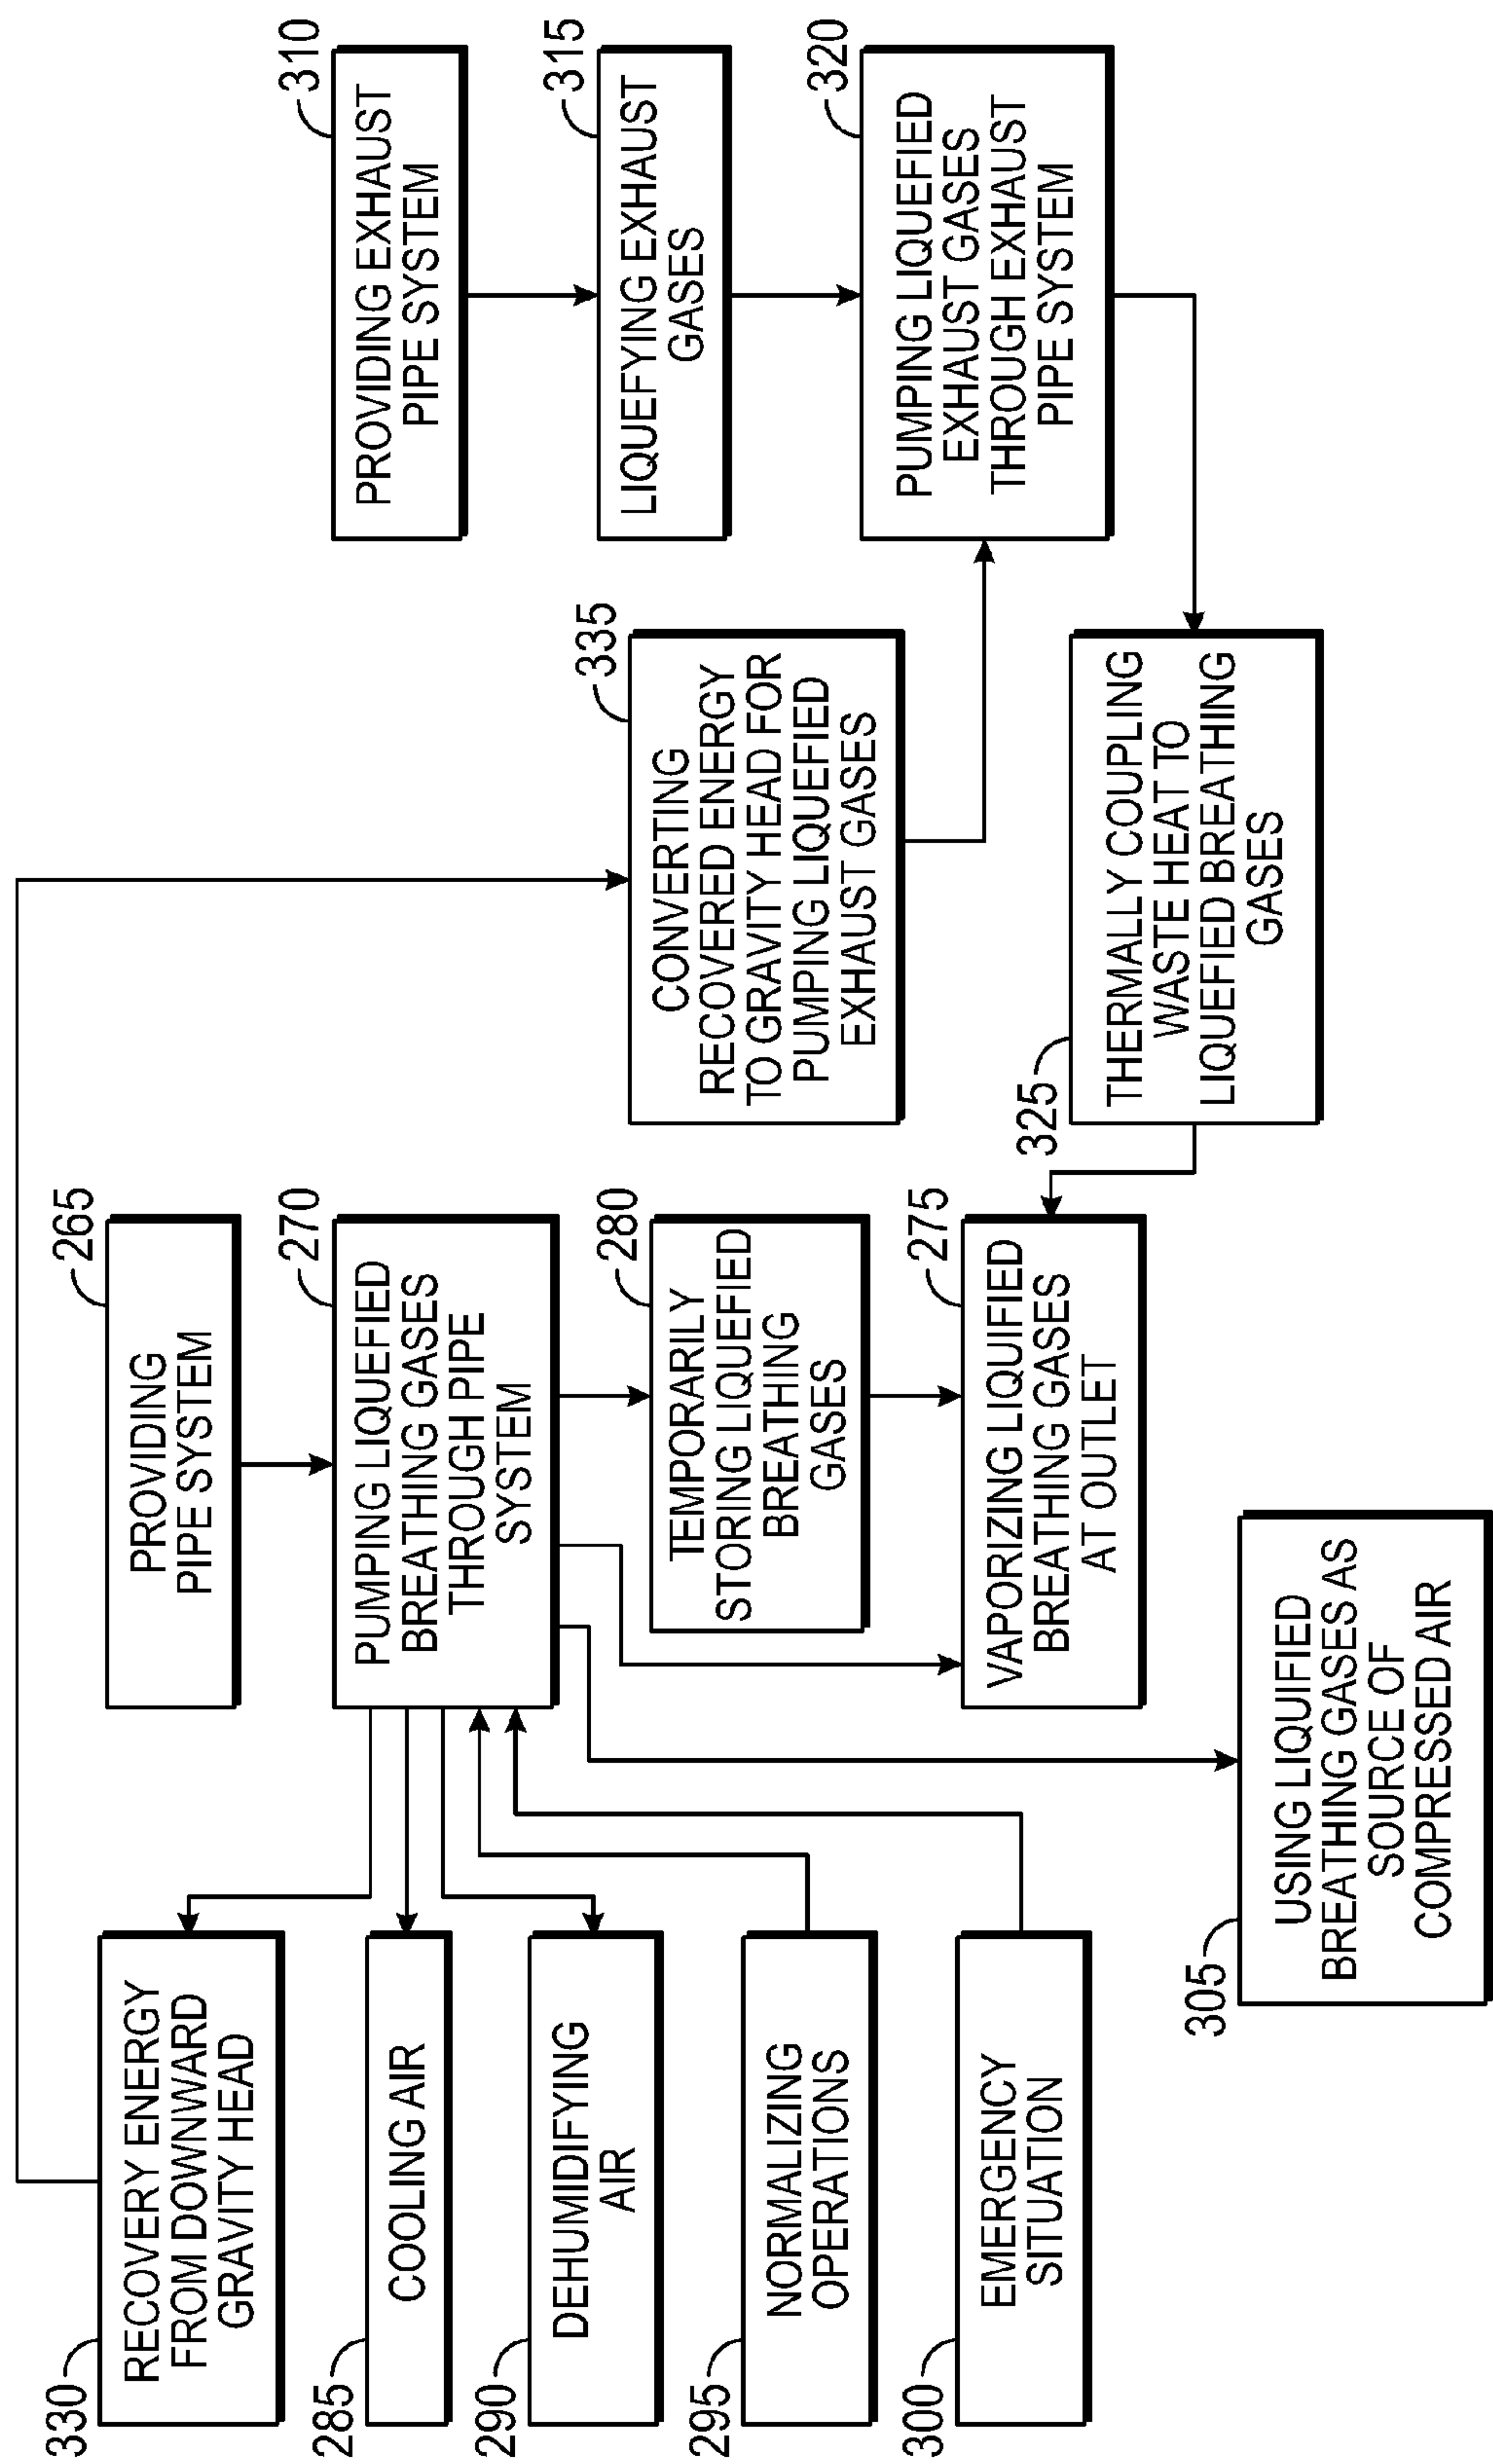 330
RECOVERY ENERGY
FROM DOWNWARD
GRAVITY HEAD
285
COOLING AIR
290
DEHUMIDIFYING
AIR
295
NORMALIZING
OPERATIONS
300
EMERGENCY
SITUATION
265
PROVIDING
PIPE SYSTEM
270
PUMPING LIQUEFIED
BREATHING GASES
THROUGH PIPE
SYSTEM
280
TEMPORARILY
STORING LIQUEFIED
BREATHING
GASES
275
VAPORIZING LIQUIFIED
BREATHING GASES
AT OUTLET
305
USING LIQUIFIED
BREATHING GASES AS
SOURCE OF
COMPRESSED AIR
335
CONVERTING
RECOVERED ENERGY
TO GRAVITY HEAD FOR
PUMPING LIQUEFIED
EXHAUST GASES
325
THERMALLY COUPLING
WASTE HEAT TO
LIQUEFIED BREATHING
GASES
310
PROVIDING EXHAUST
PIPE SYSTEM
315
LIQUEFYING EXHAUST
GASES
320
PUMPING LIQUEFIED
EXHAUST GASES
THROUGH EXHAUST
PIPE SYSTEM